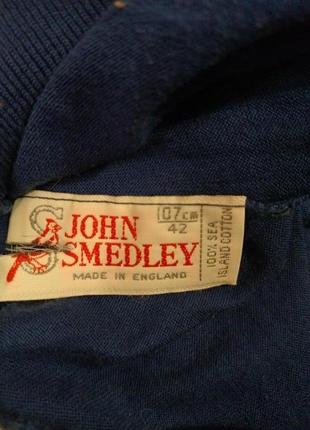 S
JOHN
SMEDLEY
MADE IN ENGLAND
107cm
42
100% SEA
ISLAND COTTON